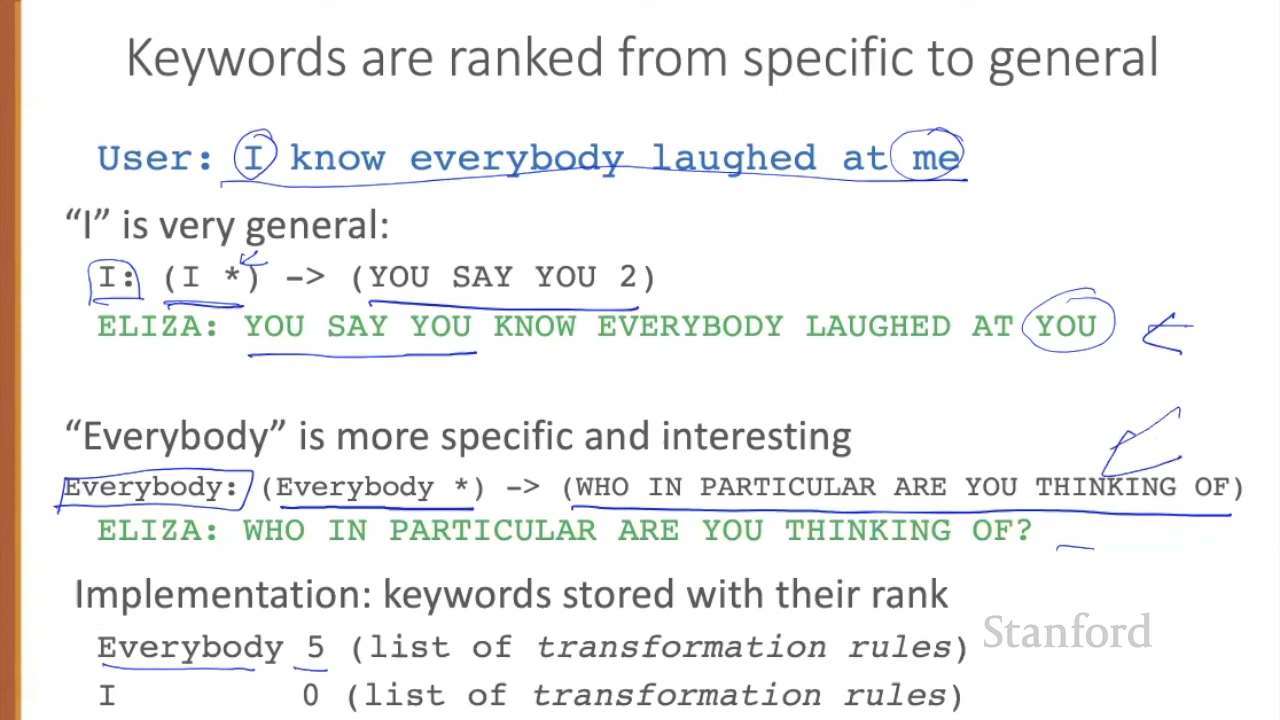 Keywords are ranked from specific to general
User: I know everybody laughed at me
“I” is very general:
I: (I *) -> (YOU SAY YOU 2)
ELIZA: YOU SAY YOU KNOW EVERYBODY LAUGHED AT YOU
“Everybody” is more specific and interesting
Everybody: (Everybody *) -> (WHO IN PARTICULAR ARE YOU THINKING OF)
ELIZA: WHO IN PARTICULAR ARE YOU THINKING OF?
Implementation: keywords stored with their rank
Everybody 5 (list of transformation rules)
Stanford
I 0 (list of transformation rules)